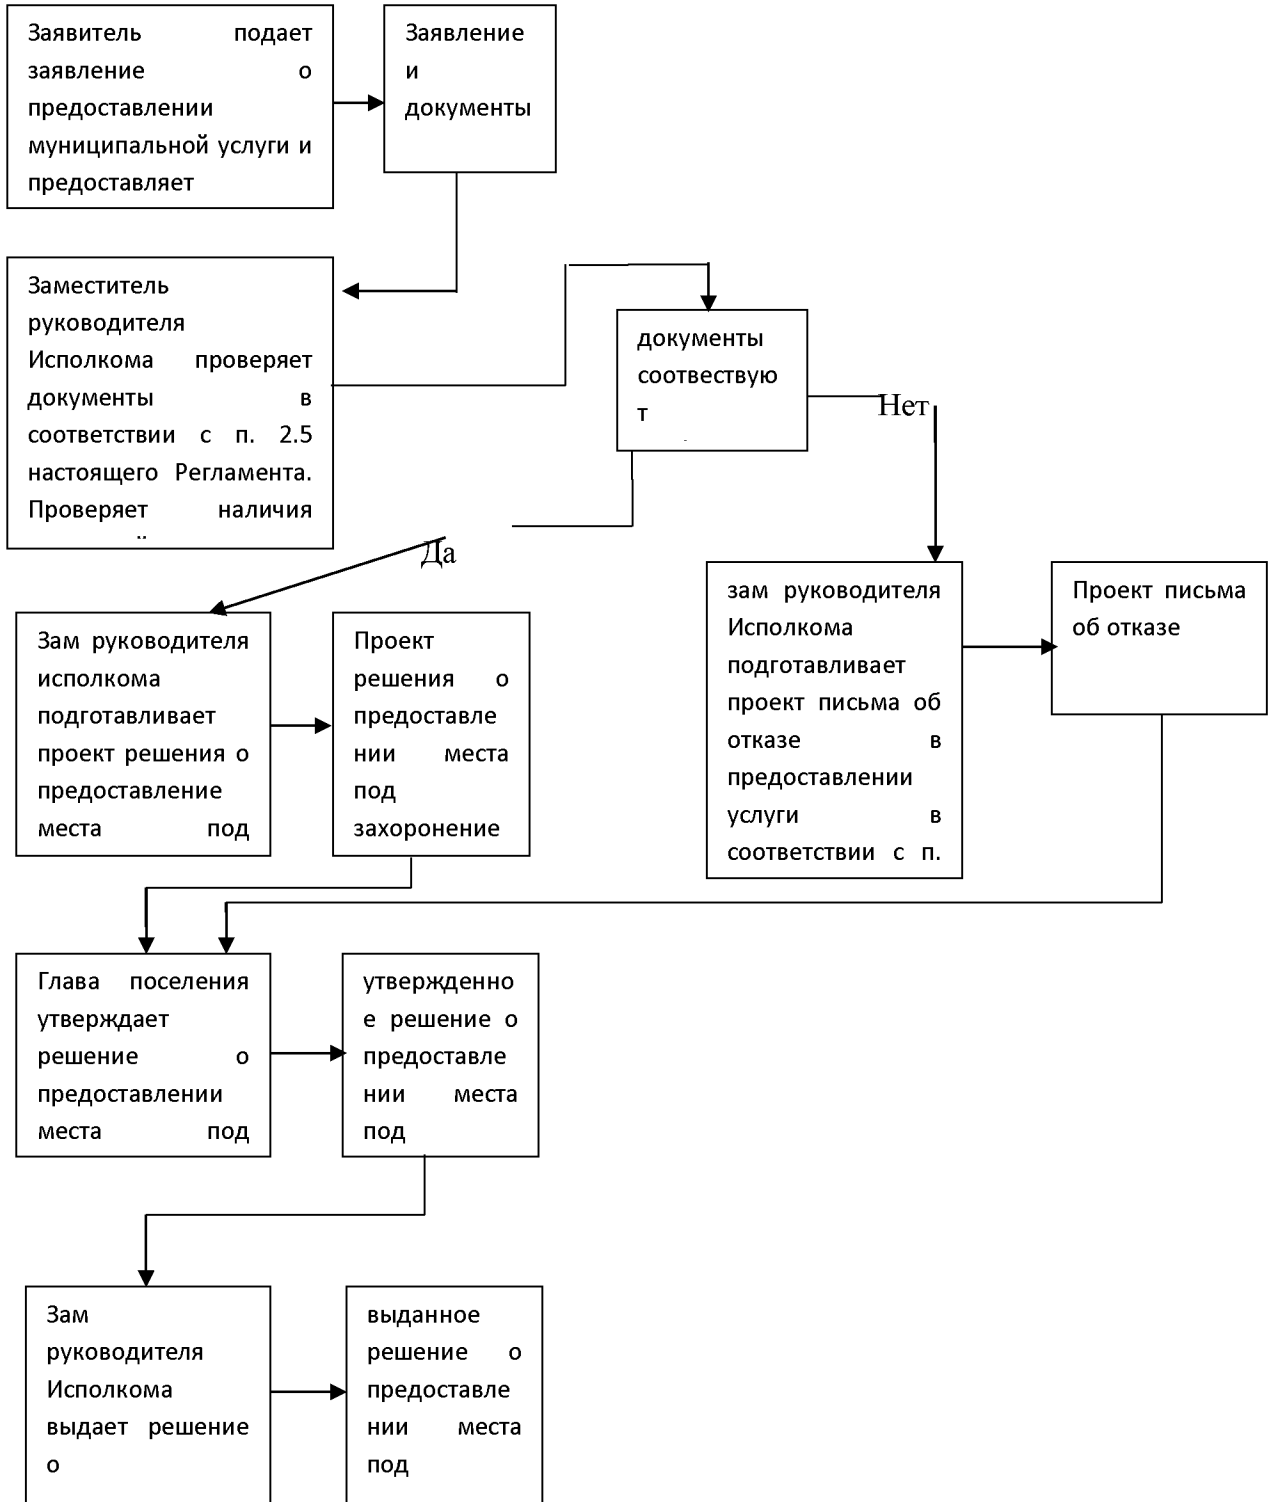 Заявитель подает
заявление о
предоставлении
муниципальной услуги и
предоставляет
Заявление
и
документы
Заместитель
руководителя
Исполкома проверяет
документы в
соответствии с п. 2.5
настоящего Регламента.
Проверяет наличия
документы
соотвествую
т
Нет
Да
Зам руководителя
исполкома
подготавливает
проект решения о
предоставление
места под
Проект
решения о
предоставле
нии места
под
захоронение
зам руководителя
Исполкома
подготавливает
проект письма об
отказе в
предоставлении
услуги в
соответствии с п.
Проект письма
об отказе
Глава поселения
утверждает
решение о
предоставлении
места под
утвержденно
е решение о
предоставле
нии места
под
Зам
руководителя
Исполкома
выдает решение
о
выданное
решение о
предоставле
нии места
под